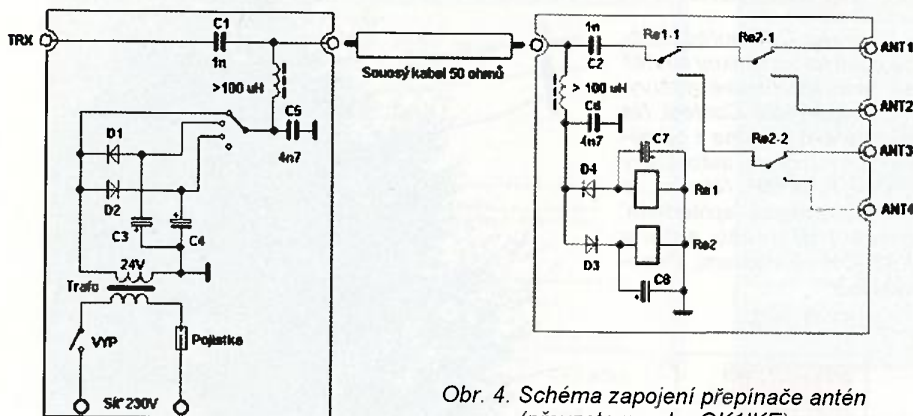 TRX
C1
1n
> 100 uH
C5
4n7
D1
D2
C3
C4
24V
Trafo
VYP
Pojistka
Síť 230V
Souosý kabel 50 ohmů
1n
C2
Re1-1
Re2-1
ANT1
> 100 uH
C6
4n7
C7
ANT2
Re2-2
ANT3
D4
Re1
ANT4
D3
Re2
C8
Obr. 4. Schéma zapojení přepínače antén